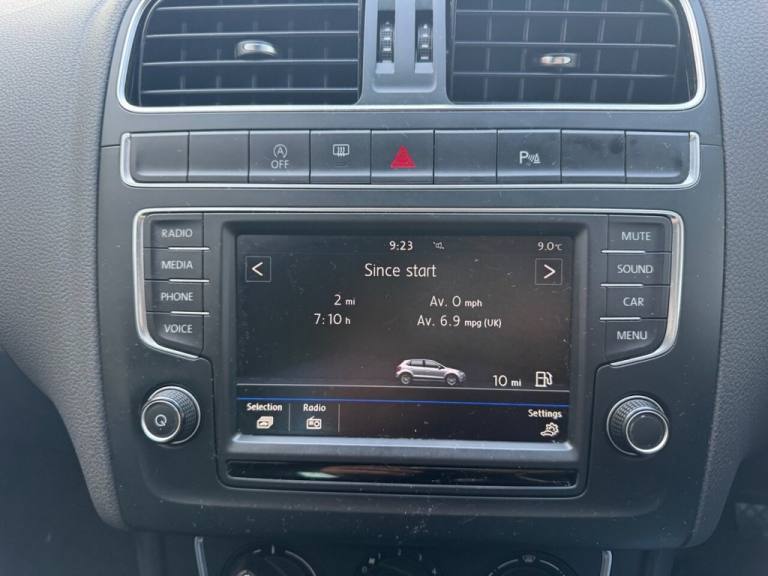 OFF
P
RADIO
MEDIA
PHONE
VOICE
MUTE
SOUND
CAR
MENU
9:23 9.0°C
< Since start >
2 mi Av. 0 mph
7:10 h Av. 6.9 mpg (UK)
10 mi
Selection Radio Settings